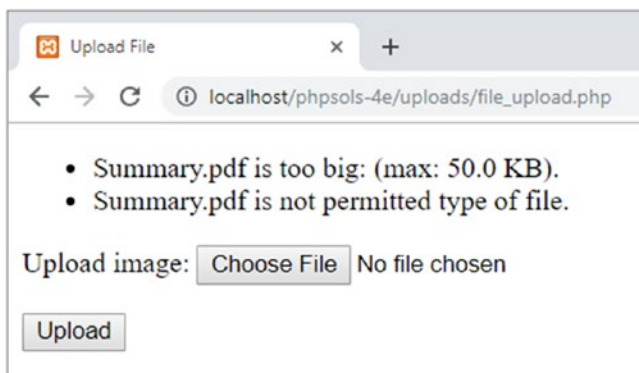 Upload File
localhost/phpsols-4e/uploads/file_upload.php
Summary.pdf is too big: (max: 50.0 KB).
Summary.pdf is not permitted type of file.
Upload image: Choose File No file chosen
Upload